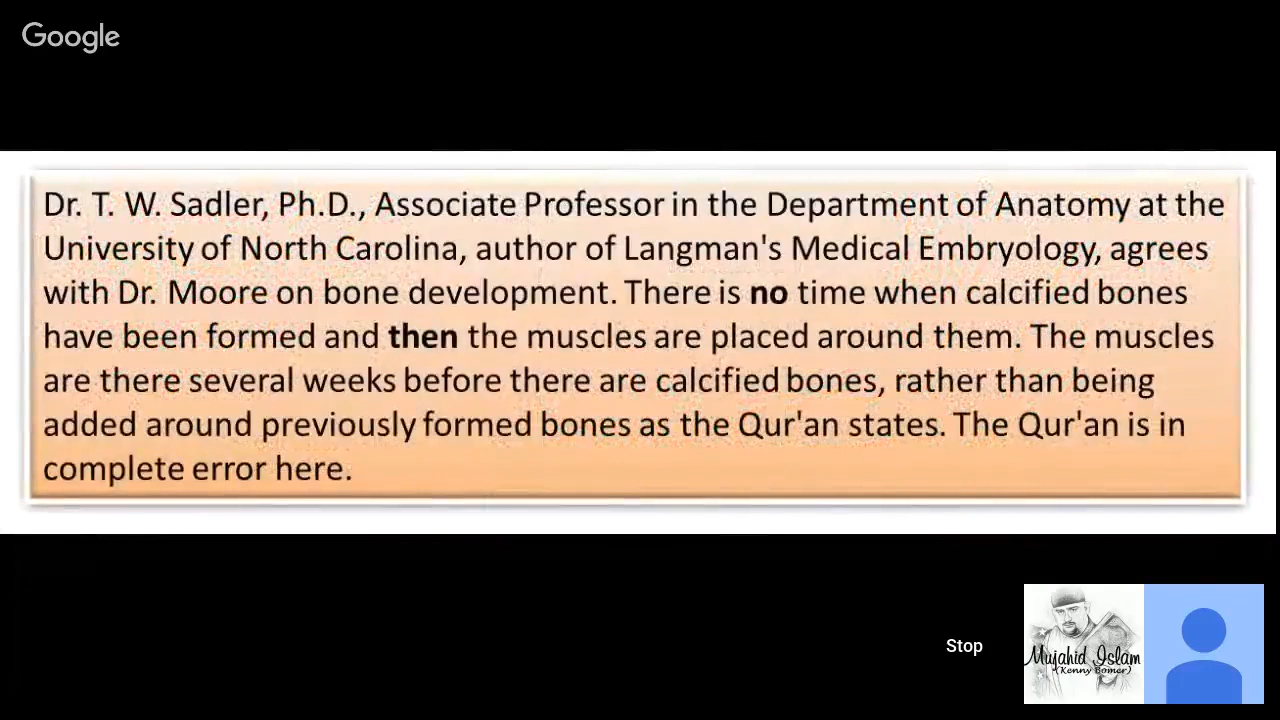 Google
Dr. T. W. Sadler, Ph.D., Associate Professor in the Department of Anatomy at the
University of North Carolina, author of Langman's Medical Embryology, agrees
with Dr. Moore on bone development. There is no time when calcified bones
have been formed and then the muscles are placed around them. The muscles
are there several weeks before there are calcified bones, rather than being
added around previously formed bones as the Qur'an states. The Qur'an is in
complete error here.
Stop
Mujahid Islam
(Kenny Bomer)